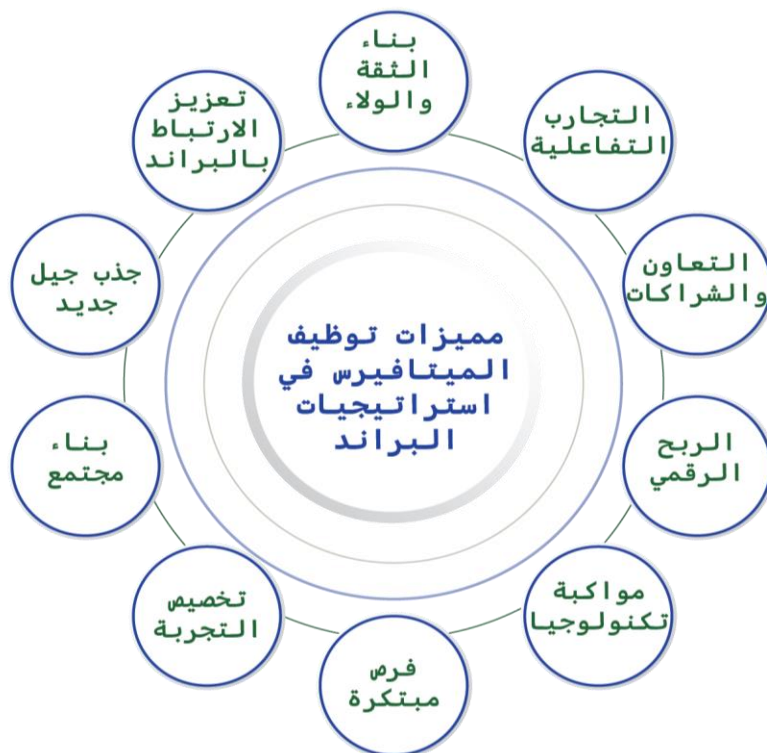 بناء
الثقة
والولاء
التجارب
التفاعلية
التعاون
والشراكات
الربح
الرقمي
مواكبة
تكنولوجيا
فرص
مبتكرة
تخصيص
التجربة
بناء
مجتمع
جذب جيل
جديد
تعزيز
الارتباط
بالبراند
مميزات توظيف
الميتافيرس في
استراتيجيات
البراند